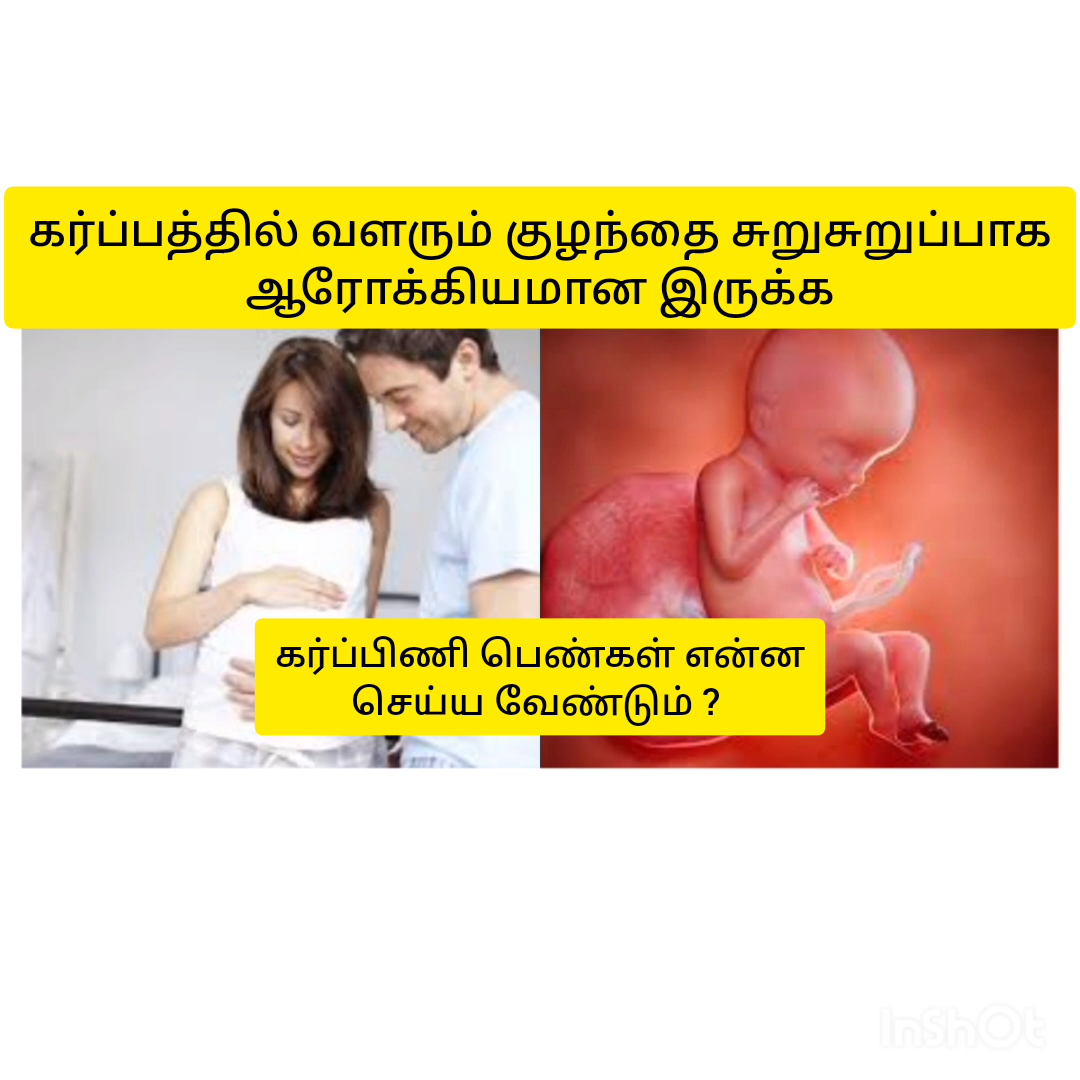 கர்ப்பத்தில் வளரும் குழந்தை சுறுசுறுப்பாக
ஆரோக்கியமான இருக்க
கர்ப்பிணி பெண்கள் என்ன
செய்ய வேண்டும் ?
InShOt